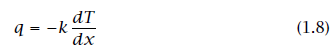 q = −k dT/dx (1.8)